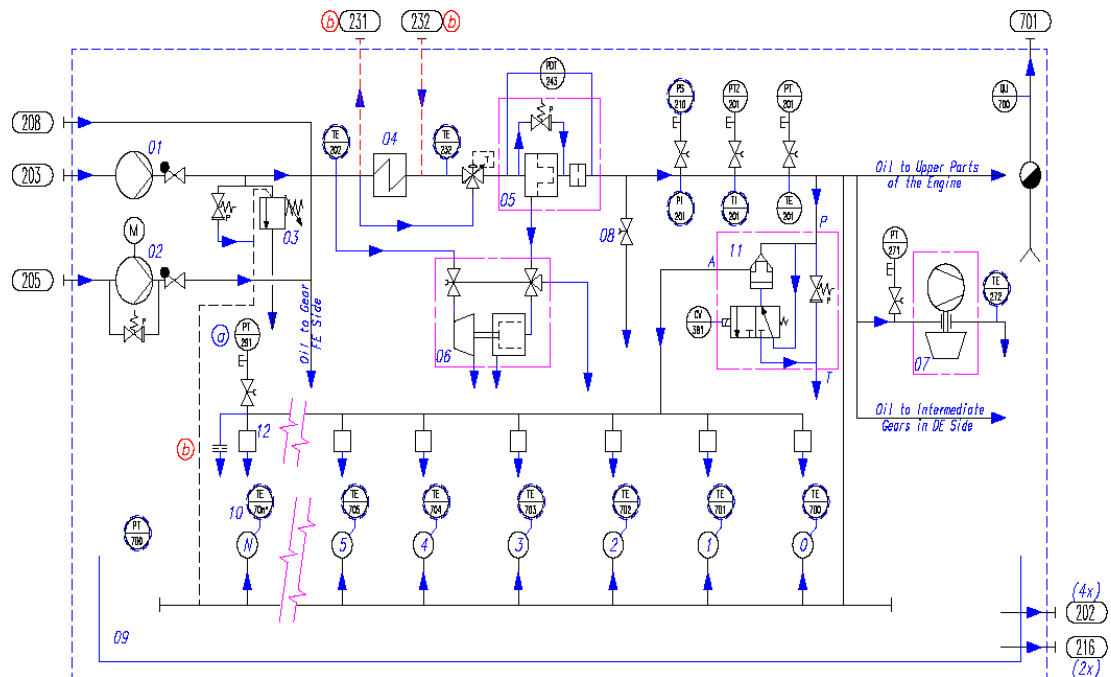 b 231 232 b 701
PDT
243
PS
210
PTZ
201
PT
201
QU
700
208
01
TE
202
04
TE
232
T
P
203
05
Oil to Upper Parts
of the Engine
PI
201
TI
201
TE
201
P
03
08
P
M
02
11
A
P
PT
271
TE
272
205
Oil to Gear
FE Side
CV
381
P
a
PT
291
06
07
T
Oil to Intermediate
Gears in DE Side
b
12
10
TE
70n*
TE
705
TE
704
TE
703
TE
702
TE
701
TE
700
PT
700
N 5 4 3 2 1 0
(4x)
202
09
216
(2x)